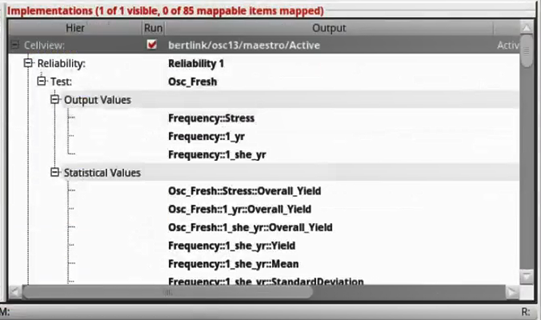 Implementations (1 of 1 visible, 0 of 85 mappable items mapped)
Hier Run Output
Cellview: bertlink/osc13/maestro/Active Activ
Reliability: Reliability 1
Test: Osc_Fresh
Output Values
Frequency::Stress
Frequency::1_yr
Frequency::1_she_yr
Statistical Values
Osc_Fresh::Stress::Overall_Yield
Osc_Fresh::1_yr::Overall_Yield
Osc_Fresh::1_she_yr::Overall_Yield
Frequency::1_she_yr::Yield
Frequency::1_she_yr::Mean
Frequency::1_she_yr::StandardDeviation
M: R: